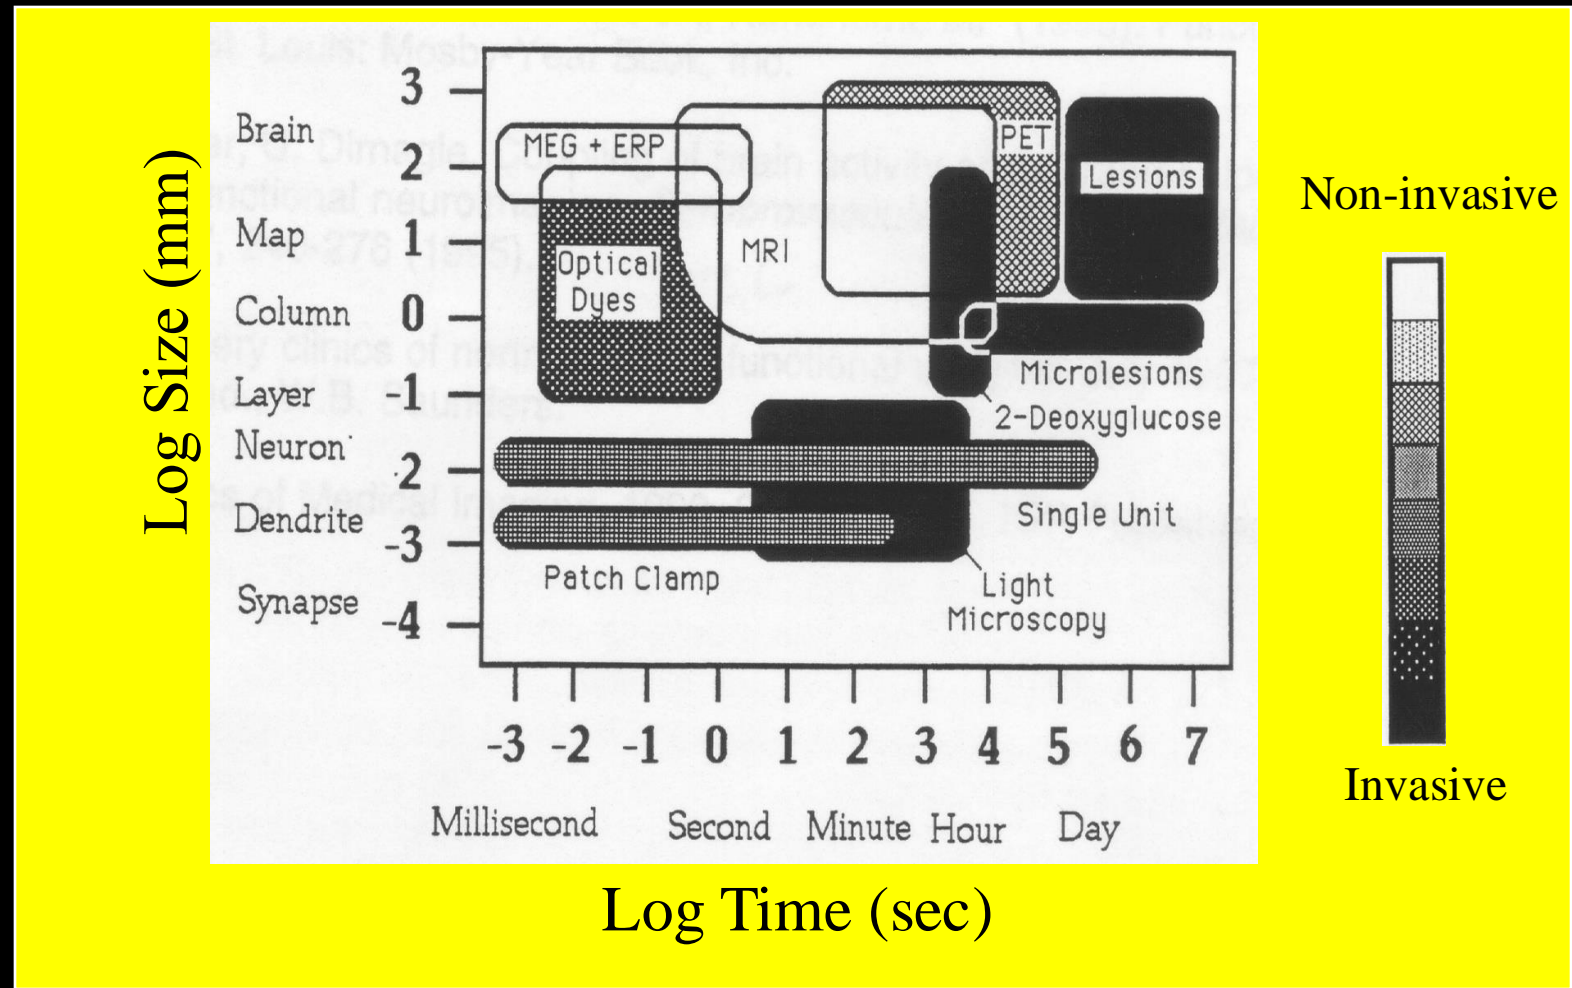 3
Brain
MEG + ERP
PET
2
Lesions
Non-invasive
Map
1
MRI
Optical
Dyes
Column
0
Microlesions
Layer
-1
2-Deoxyglucose
Neuron
-2
Dendrite
Single Unit
-3
Patch Clamp
Light
Microscopy
Synapse
-4
Log Size (mm)
-3 -2 -1 0 1 2 3 4 5 6 7
Invasive
Millisecond Second Minute Hour Day
Log Time (sec)